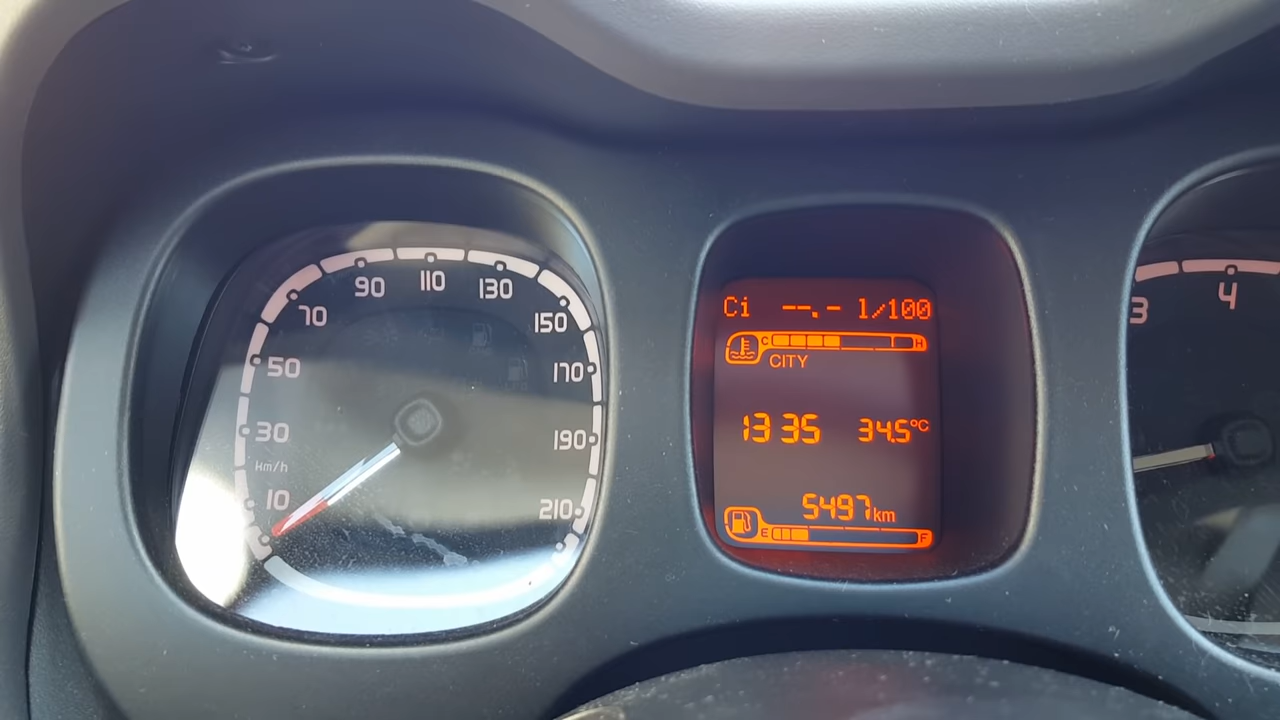 70 90 110 130
50 150
30 170
km/h 190
10 210
Ci --.- l/100
C H
CITY
13 35 34.5°C
5497km
E F
3 4